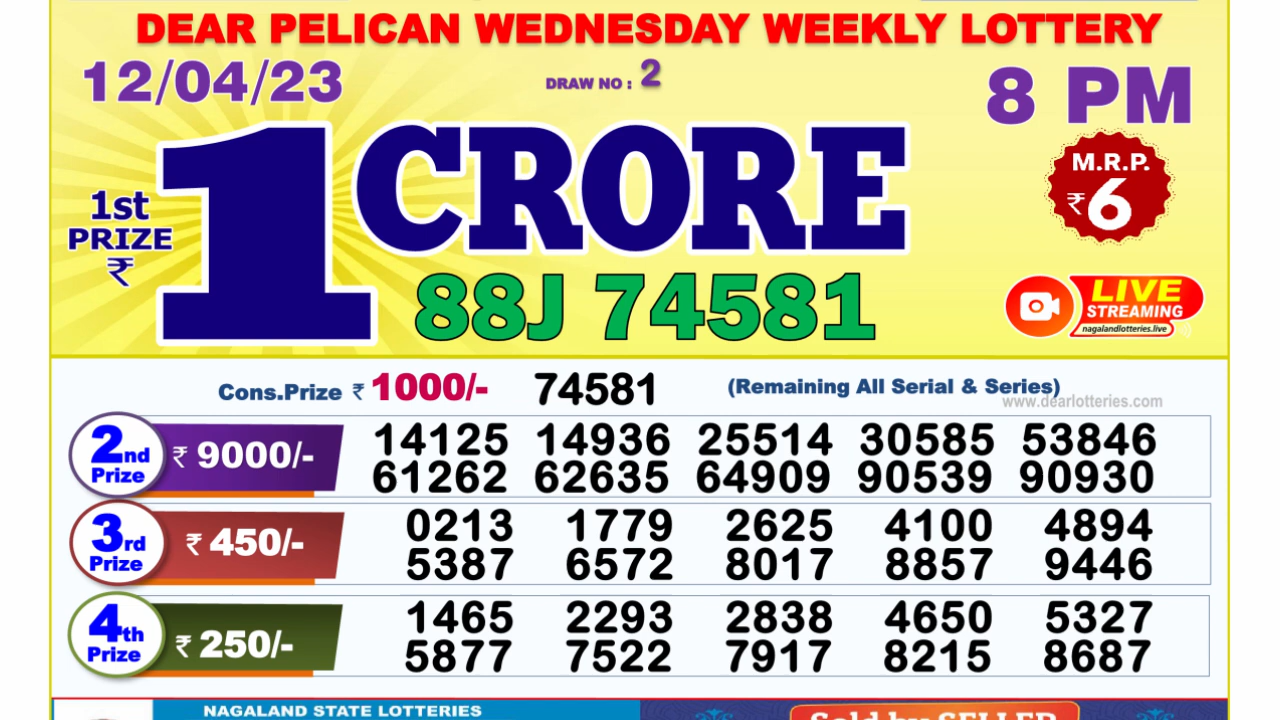 DEAR PELICAN WEDNESDAY WEEKLY LOTTERY
12/04/23 DRAW NO : 2 8 PM
1st PRIZE ₹ 1 CRORE
M.R.P. ₹ 6
88J 74581
LIVE STREAMING
nagalandlotteries.live
Cons.Prize ₹ 1000/- 74581 (Remaining All Serial & Series)
www.dearlotteries.com
2nd Prize ₹ 9000/-
14125 14936 25514 30585 53846
61262 62635 64909 90539 90930
3rd Prize ₹ 450/-
0213 1779 2625 4100 4894
5387 6572 8017 8857 9446
4th Prize ₹ 250/-
1465 2293 2838 4650 5327
5877 7522 7917 8215 8687
NAGALAND STATE LOTTERIES
Sold by SELLER